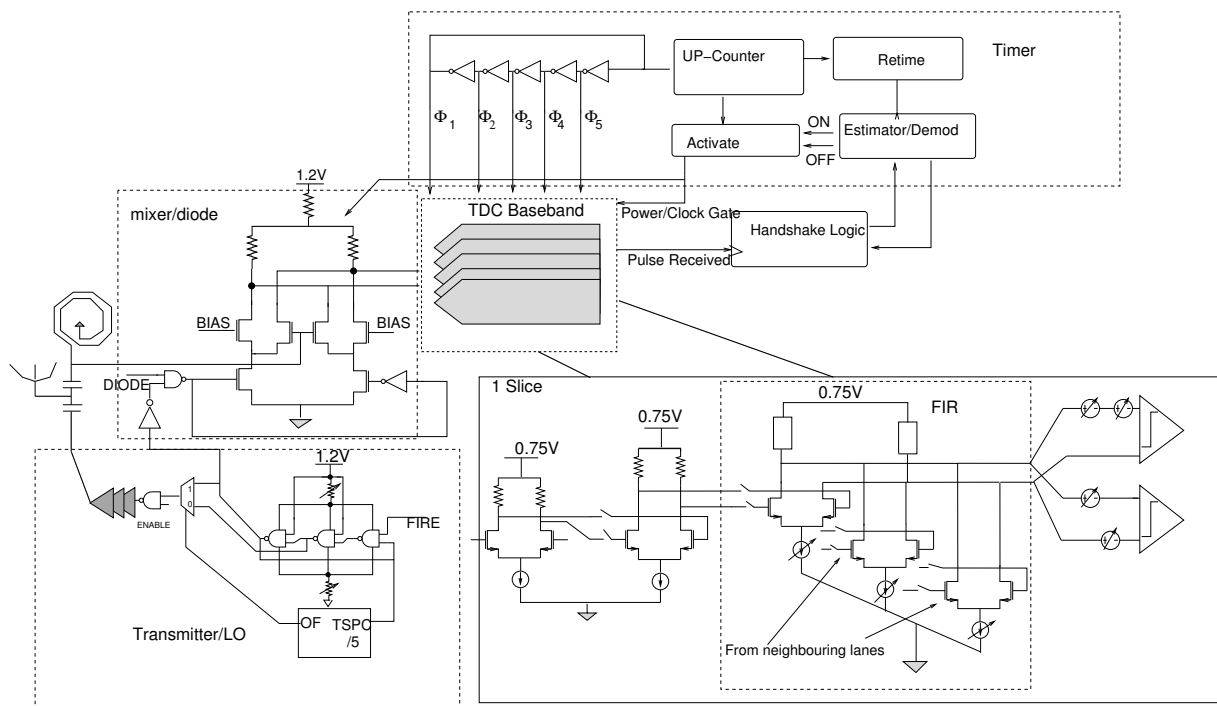 Timer
UP−Counter
Retime
Φ1
Φ2
Φ3
Φ4
Φ5
Activate
ON
OFF
Estimator/Demod
1.2V
mixer/diode
TDC Baseband
Power/Clock Gate
Handshake Logic
Pulse Received
BIAS
BIAS
DIODE
1 Slice
0.75V
FIR
0.75V
0.75V
1.2V
1
0
ENABLE
FIRE
OF
TSPC
/5
Transmitter/LO
From neighbouring lanes